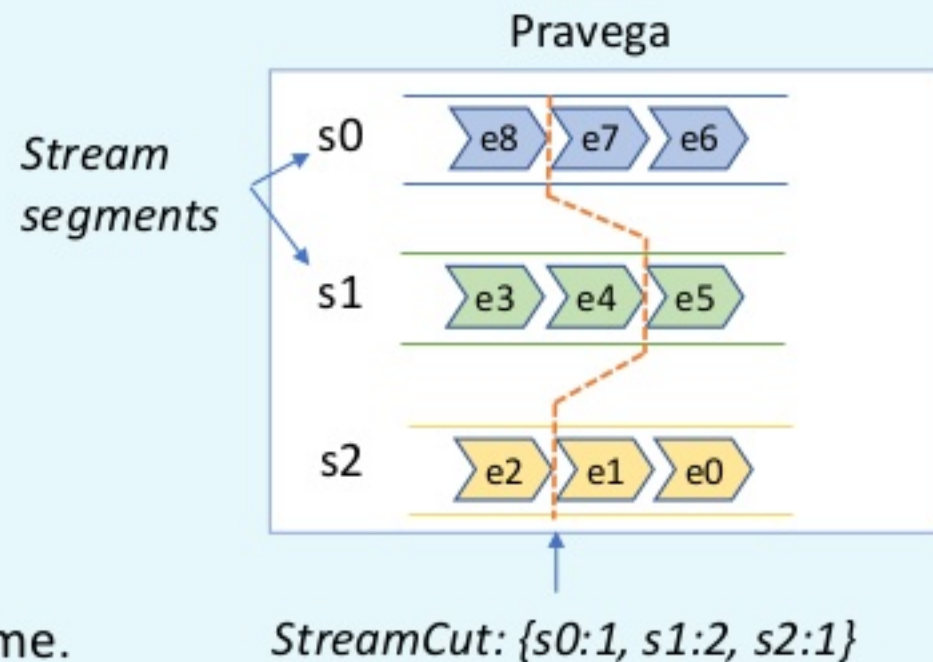 Pravega
s0
e8 e7 e6
Stream
segments
s1
e3 e4 e5
s2
e2 e1 e0
me.
StreamCut: {s0:1, s1:2, s2:1}